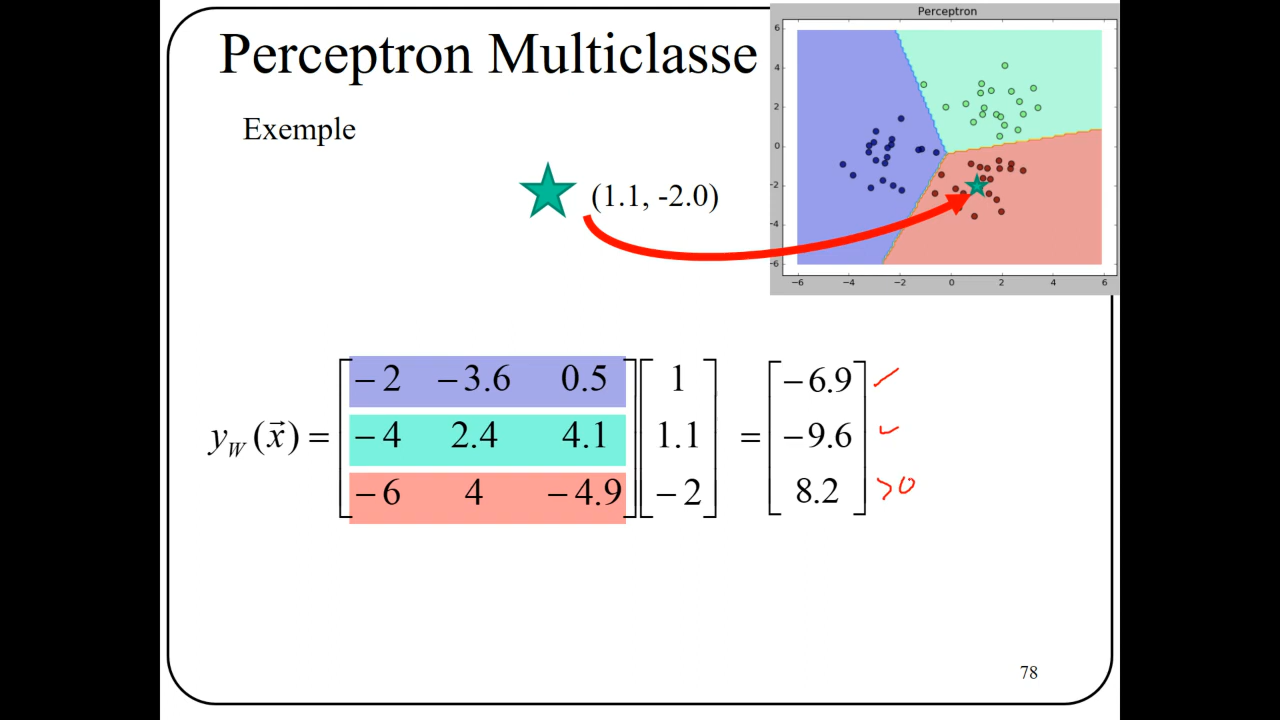 Perceptron Multiclasse
Exemple
(1.1, -2.0)
Perceptron
6
4
2
0
−2
−4
−6
−6 −4 −2 0 2 4 6
y_W(x⃗) = [ −2 −3.6 0.5 ] [ 1 ] = [ −6.9 ]
[ −4 2.4 4.1 ] [ 1.1 ] [ −9.6 ]
[ −6 4 −4.9 ] [ −2 ] [ 8.2 ] >0
78